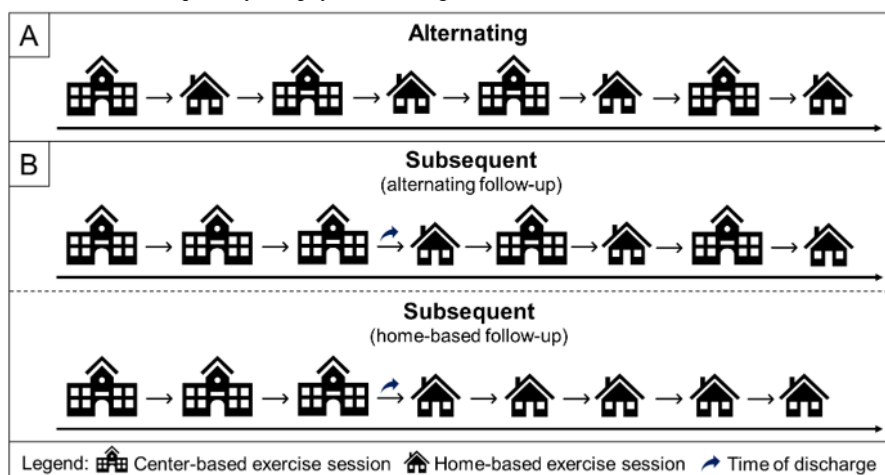 A
Alternating
B
Subsequent
(alternating follow-up)
Subsequent
(home-based follow-up)
Legend: Center-based exercise session Home-based exercise session Time of discharge